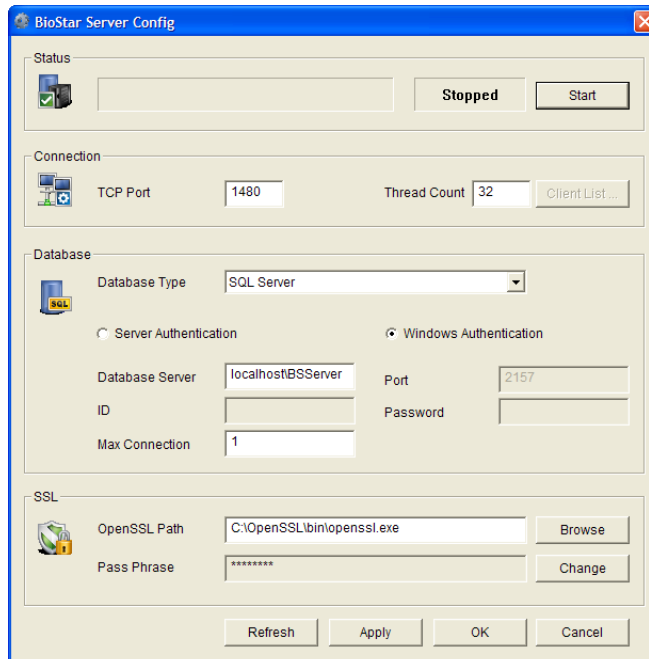 BioStar Server Config
Status
Stopped Start
Connection
TCP Port 1480 Thread Count 32 Client List ...
Database
Database Type SQL Server
SQL
Server Authentication Windows Authentication
Database Server localhost\BSServer Port 2157
ID Password
Max Connection 1
SSL
OpenSSL Path C:\OpenSSL\bin\openssl.exe Browse
Pass Phrase ******** Change
Refresh Apply OK Cancel